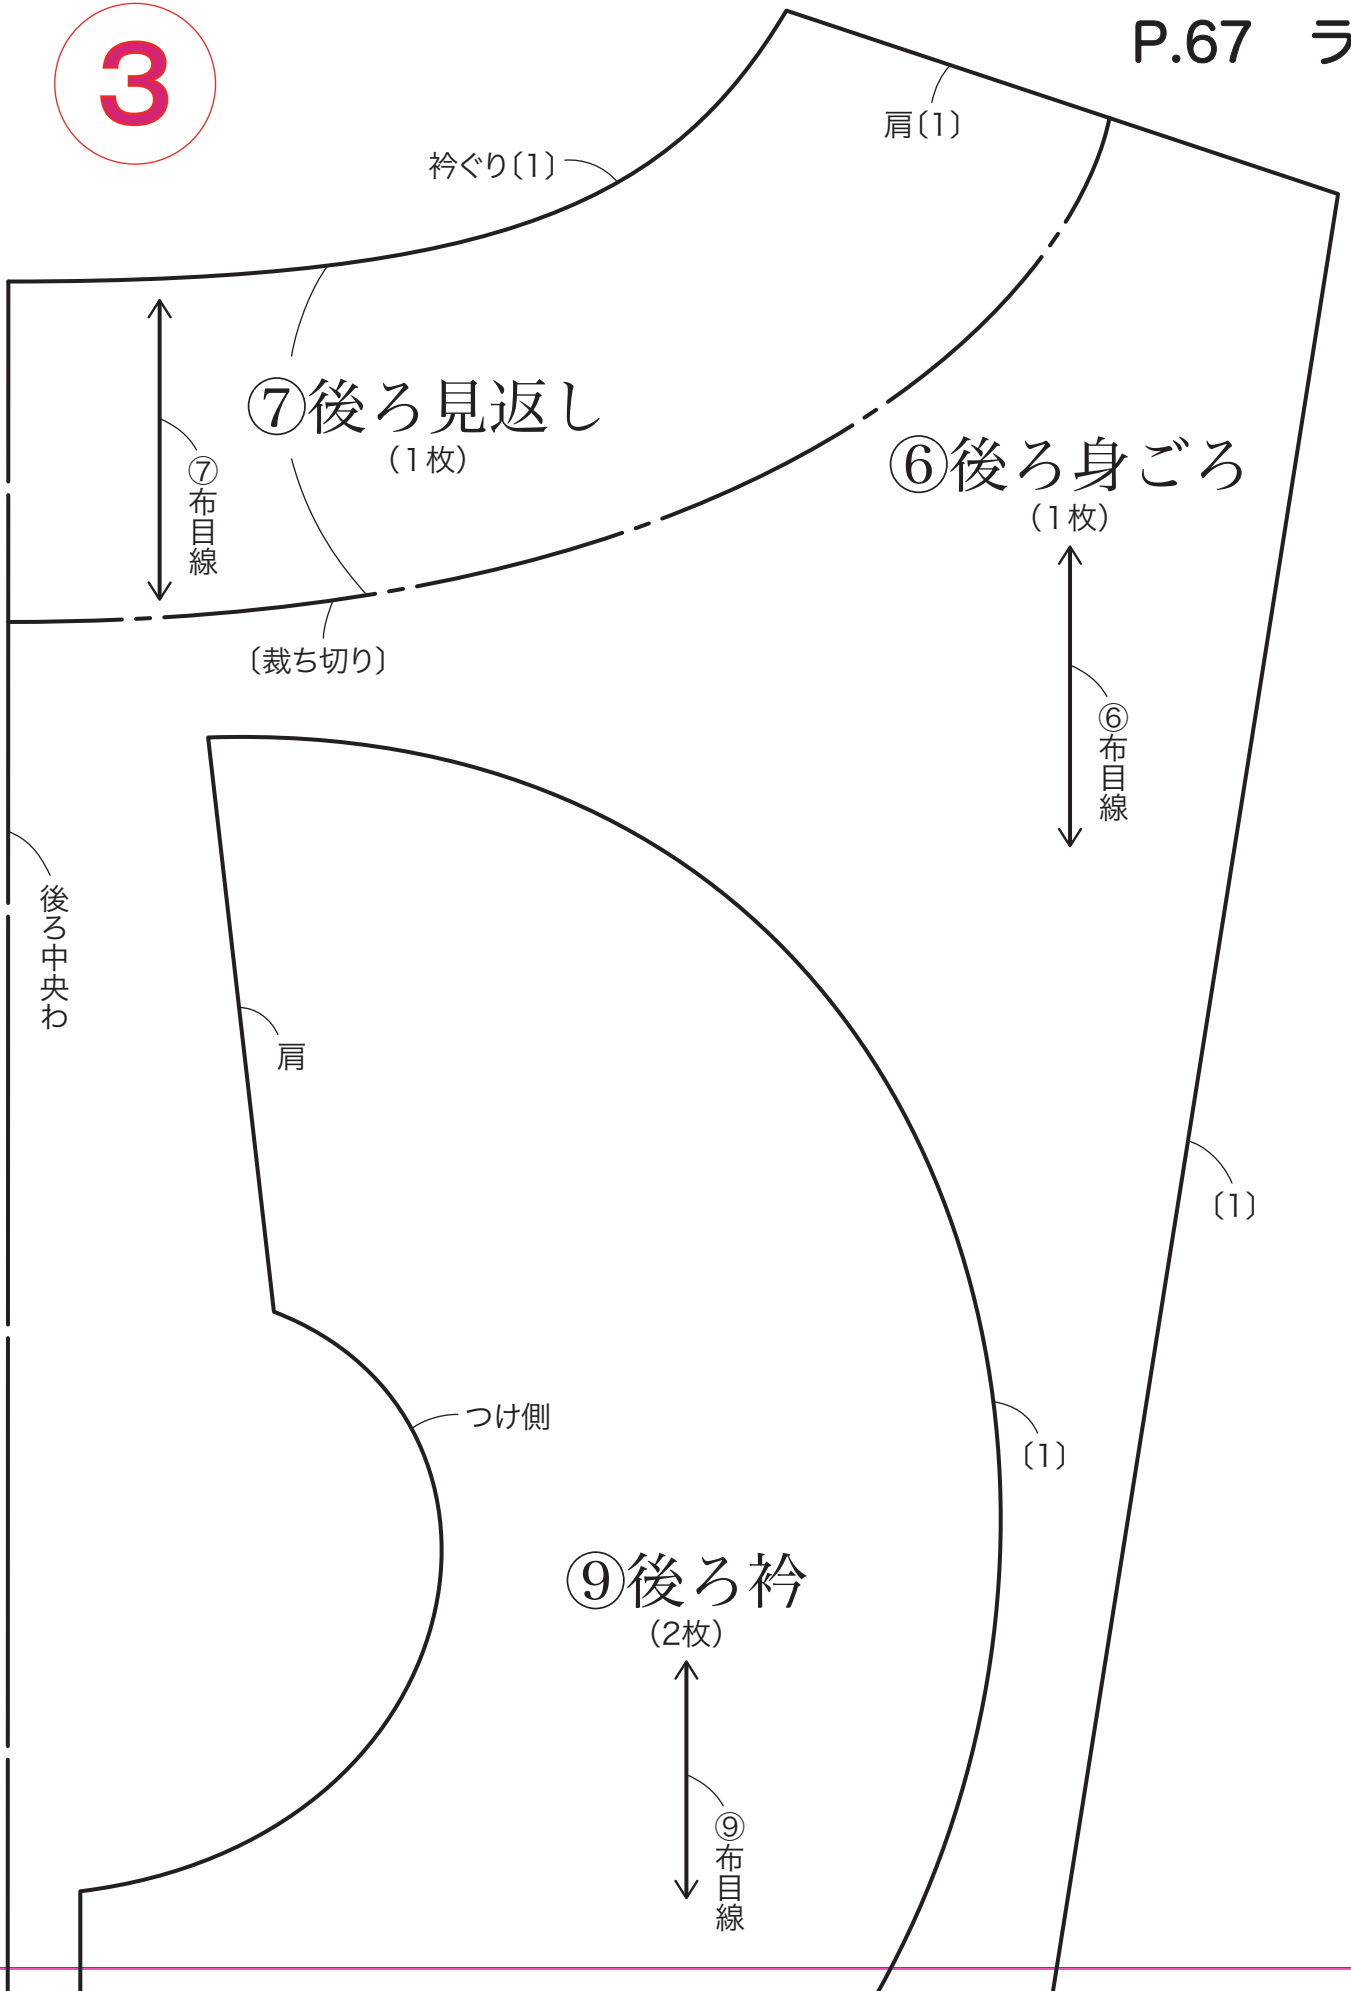 3
P.67 ラ
肩〔1〕
衿ぐり〔1〕
⑦後ろ見返し
(1枚)
⑦布目線
⑥後ろ身ごろ
(1枚)
⑥布目線
〔裁ち切り〕
後ろ中央わ
肩
〔1〕
つけ側
〔1〕
⑨後ろ衿
(2枚)
⑨布目線